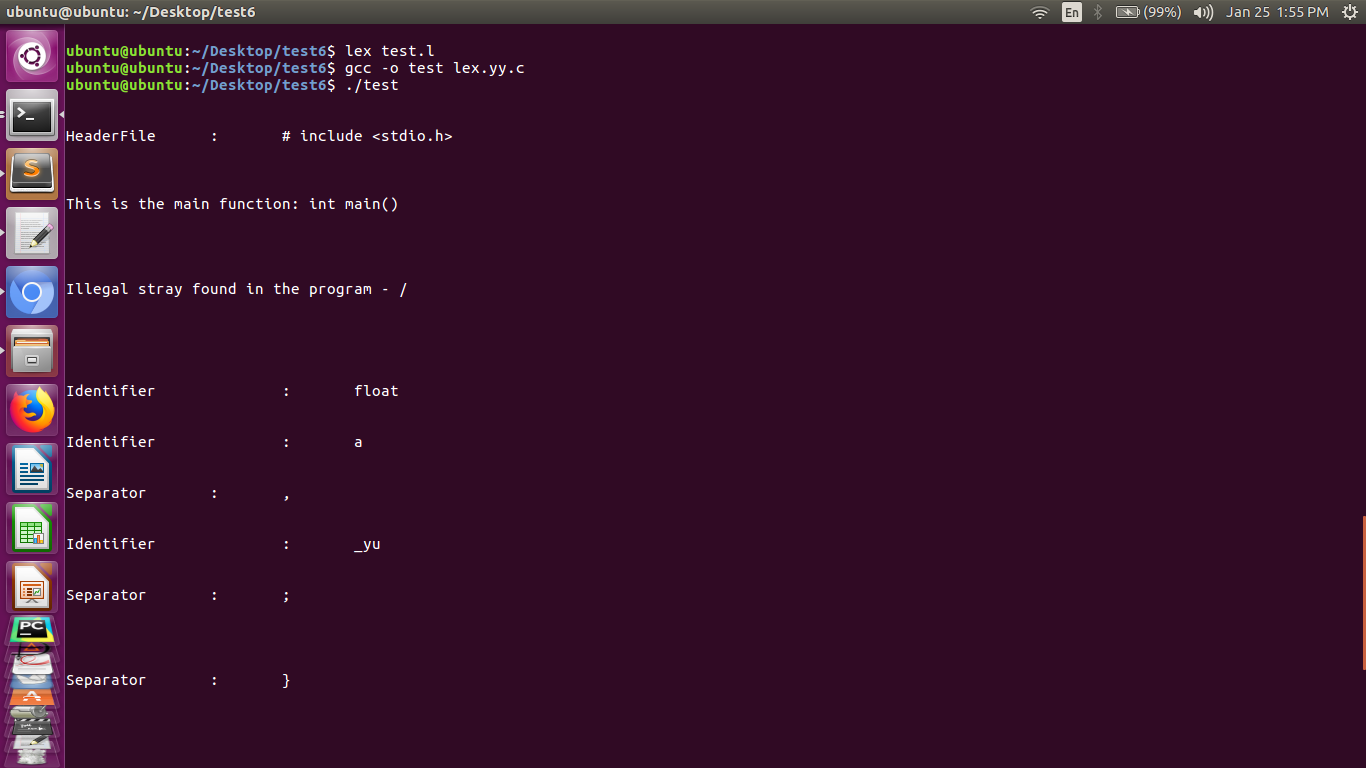 ubuntu@ubuntu: ~/Desktop/test6
En
(99%)
Jan 25 1:55 PM
ubuntu@ubuntu:~/Desktop/test6$ lex test.l
ubuntu@ubuntu:~/Desktop/test6$ gcc -o test lex.yy.c
ubuntu@ubuntu:~/Desktop/test6$ ./test
HeaderFile : # include <stdio.h>
This is the main function: int main()
Illegal stray found in the program - /
Identifier : float
Identifier : a
Separator : ,
Identifier : _yu
Separator : ;
Separator : }
PC